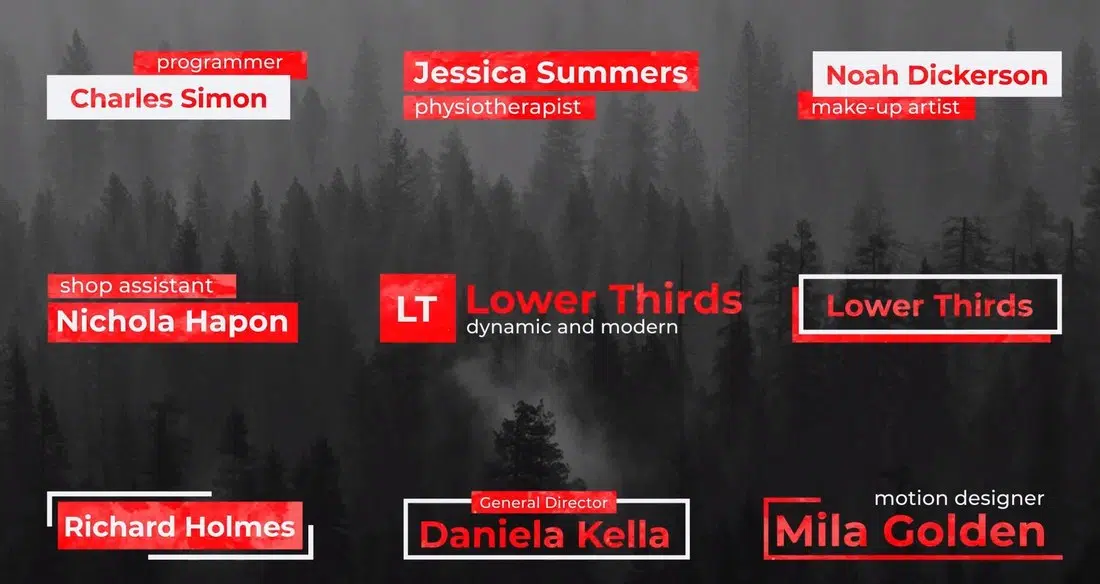 programmer
Charles Simon
Jessica Summers
physiotherapist
Noah Dickerson
make-up artist
shop assistant
Nichola Hapon
LT
Lower Thirds
dynamic and modern
Lower Thirds
Richard Holmes
General Director
Daniela Kella
motion designer
Mila Golden